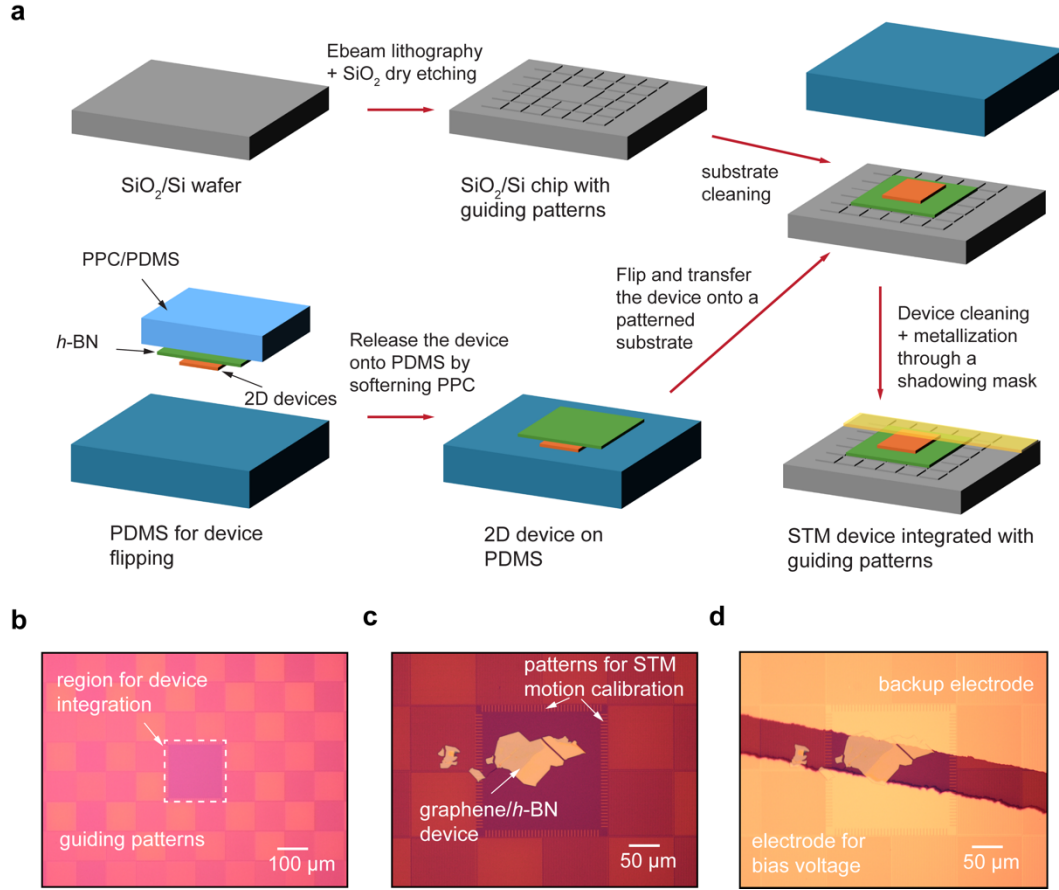 a
Ebeam lithography
+ SiO₂ dry etching
SiO₂/Si wafer
SiO₂/Si chip with
guiding patterns
substrate
cleaning
PPC/PDMS
h-BN
2D devices
Release the device
onto PDMS by
softerning PPC
Flip and transfer
the device onto a
patterned
substrate
Device cleaning
+ metallization
through a
shadowing mask
PDMS for device
flipping
2D device on
PDMS
STM device integrated with
guiding patterns
b
region for device
integration
guiding patterns
100 μm
c
patterns for STM
motion calibration
graphene/h-BN
device
50 μm
d
backup electrode
electrode for
bias voltage
50 μm